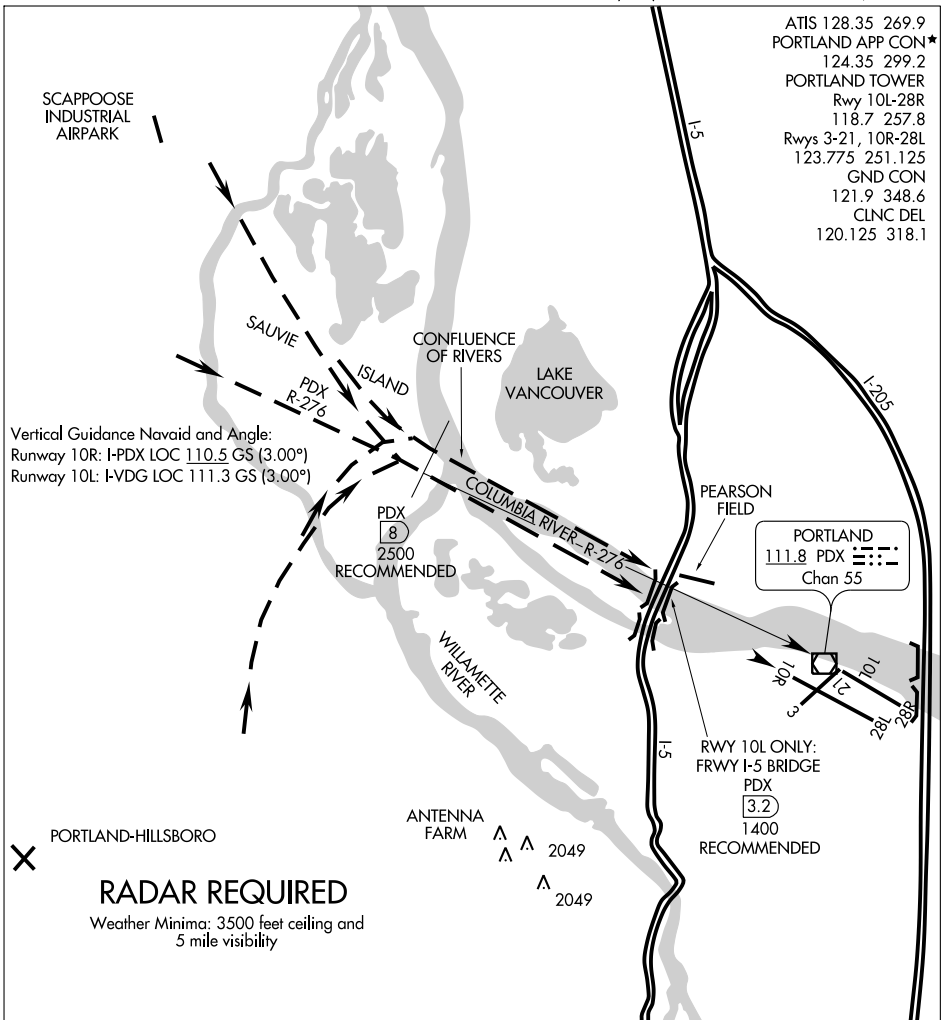 ATIS 128.35 269.9
PORTLAND APP CON★
124.35 299.2
PORTLAND TOWER
Rwy 10L-28R
118.7 257.8
Rwys 3-21, 10R-28L
123.775 251.125
GND CON
121.9 348.6
CLNC DEL
120.125 318.1
SCAPPOOSE
INDUSTRIAL
AIRPARK
I-5
I-205
SAUVIE
ISLAND
PDX
R-276
CONFLUENCE
OF RIVERS
LAKE
VANCOUVER
Vertical Guidance Navaid and Angle:
Runway 10R: I-PDX LOC 110.5 GS (3.00°)
Runway 10L: I-VDG LOC 111.3 GS (3.00°)
PDX
8
2500
RECOMMENDED
COLUMBIA RIVER-R-276
PEARSON
FIELD
PORTLAND
111.8 PDX
Chan 55
WILLAMETTE
RIVER
10R
10L
21
3
28L
28R
I-5
RWY 10L ONLY:
FRWY I-5 BRIDGE
PDX
3.2
1400
RECOMMENDED
ANTENNA
FARM
2049
2049
PORTLAND-HILLSBORO
RADAR REQUIRED
Weather Minima: 3500 feet ceiling and
5 mile visibility